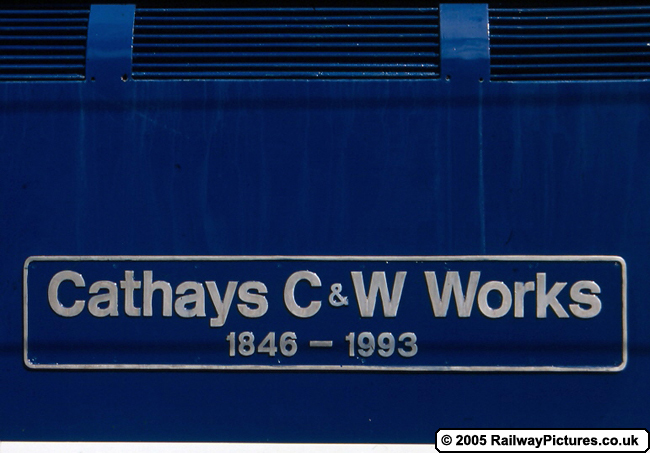 Cathays C & W Works
1846 – 1993
© 2005 RailwayPictures.co.uk